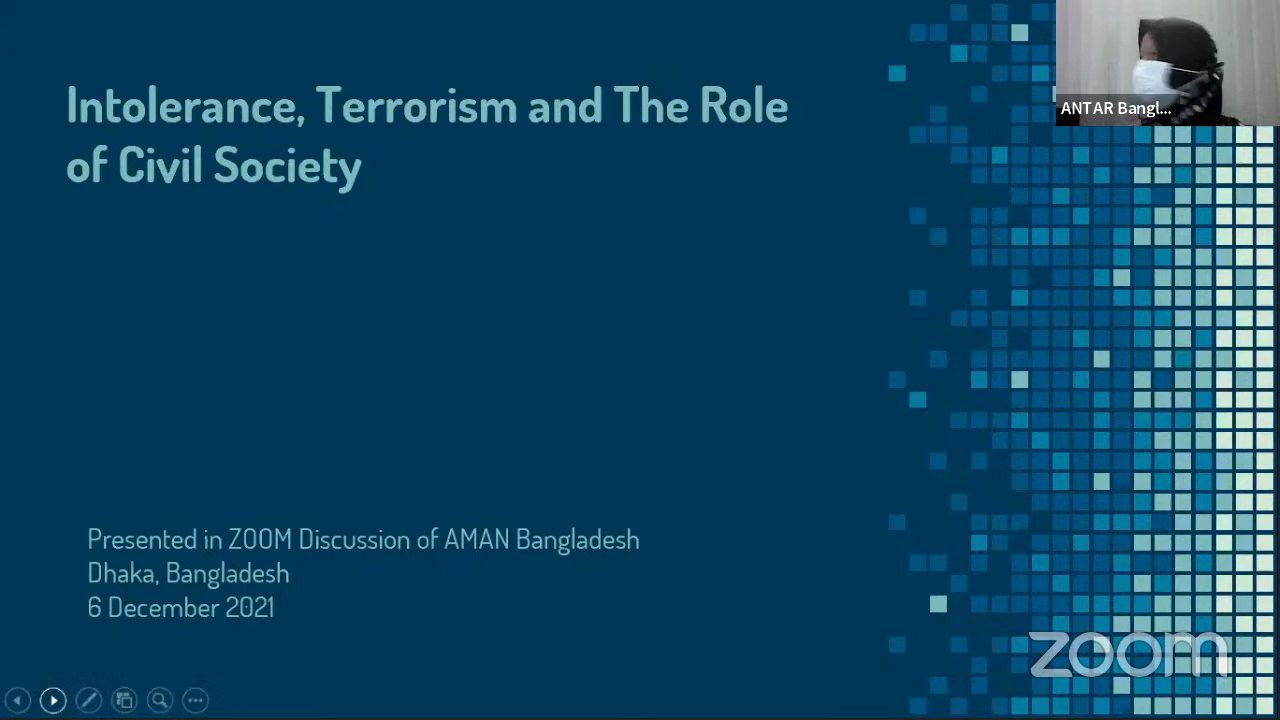 Intolerance, Terrorism and The Role
of Civil Society
ANTAR Bangl...
Presented in ZOOM Discussion of AMAN Bangladesh
Dhaka, Bangladesh
6 December 2021
zoom